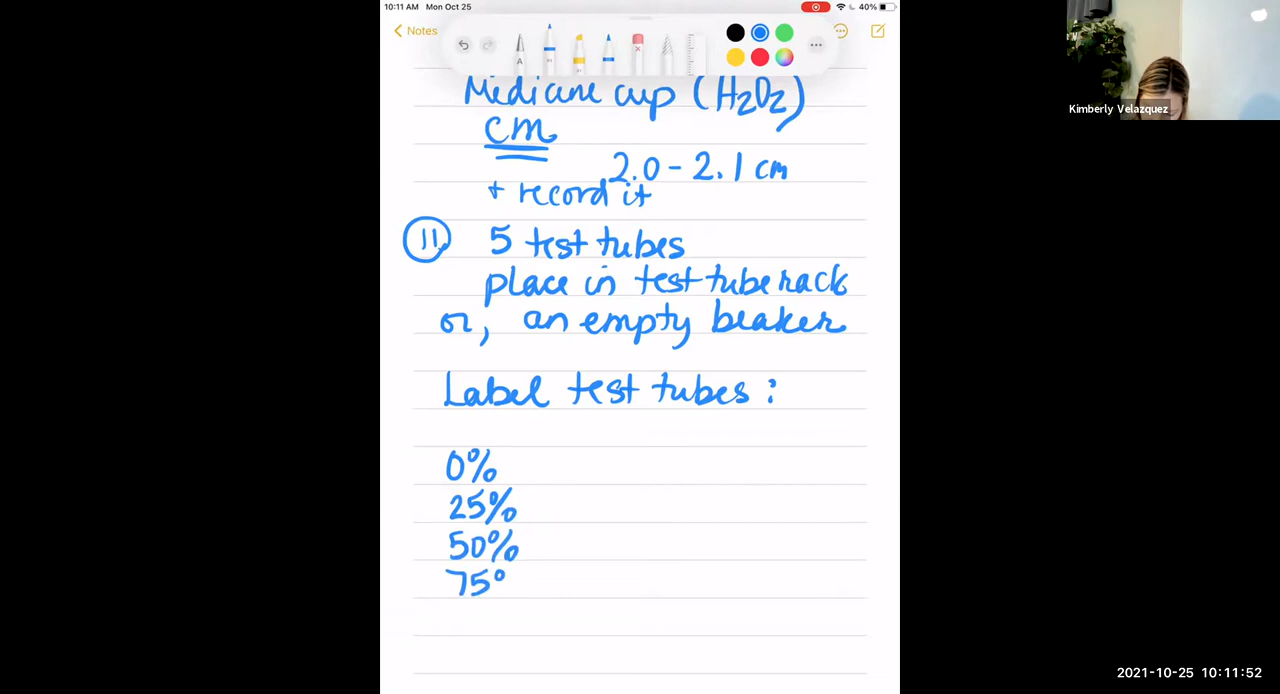 10:11 AM Mon Oct 25
40%
Notes
A
Medicine cup (H2O2)
cm
2.0 - 2.1 cm
+ record it
11. 5 test tubes
place in test tube rack
or, an empty beaker
Label test tubes:
0%
25%
50%
75°
Kimberly Velazquez
2021-10-25 10:11:52